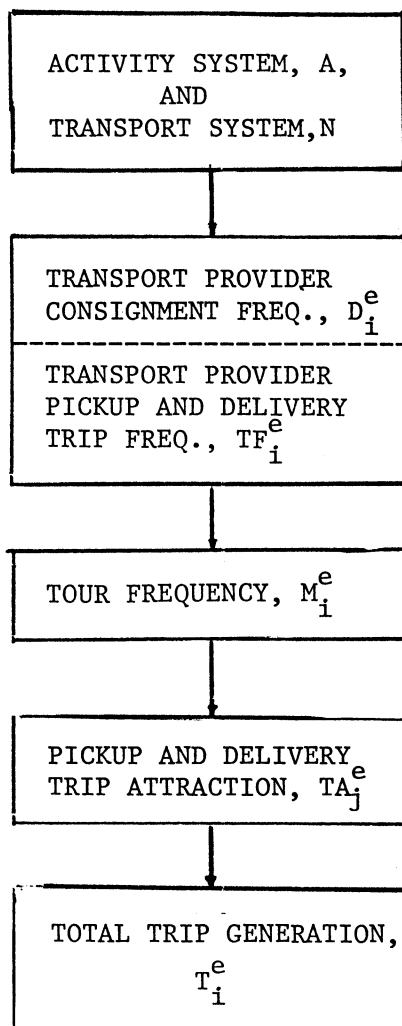 ACTIVITY SYSTEM, A,
AND
TRANSPORT SYSTEM,N
TRANSPORT PROVIDER
CONSIGNMENT FREQ., D_i^e
TRANSPORT PROVIDER
PICKUP AND DELIVERY
TRIP FREQ., TF_i^e
TOUR FREQUENCY, M_i^e
PICKUP AND DELIVERY
TRIP ATTRACTION, TA_j^e
TOTAL TRIP GENERATION,
T_i^e